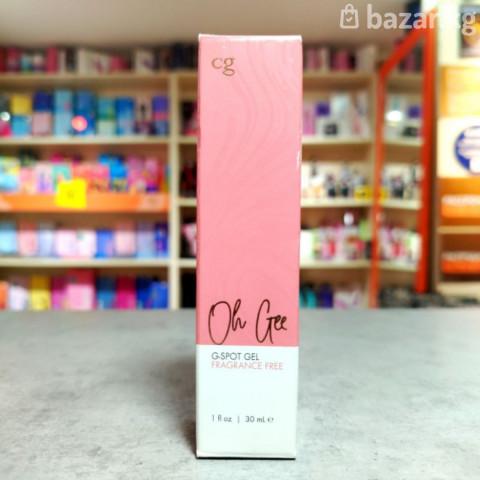 bazar.kg
cg
Oh Gee
G-SPOT GEL
FRAGRANCE FREE
1 fl oz | 30 mL ℮